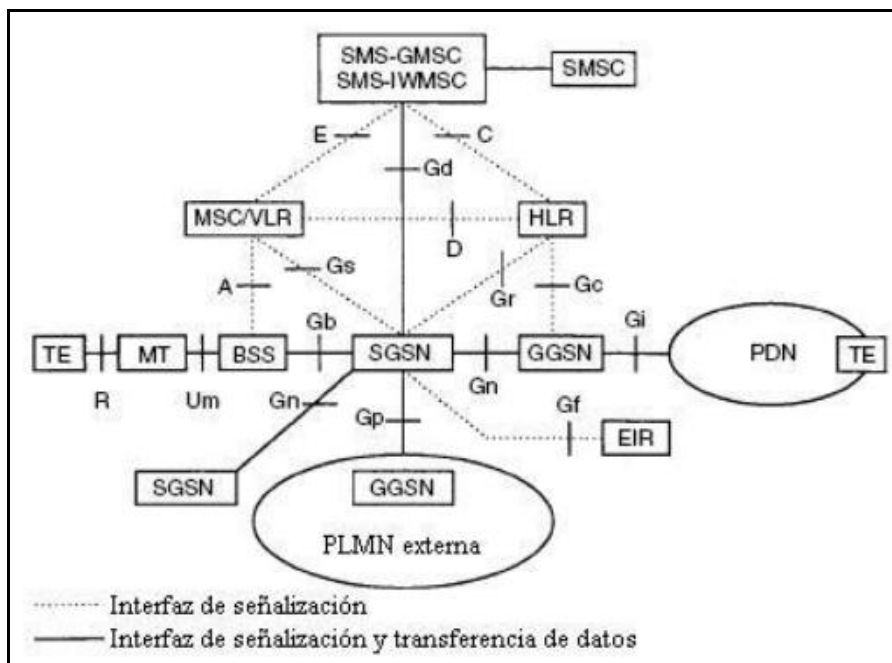 SMS-GMSC
SMS-IWMSC
SMSC
E
C
Gd
MSC/VLR
HLR
D
Gs
A
Gr
Gc
Gb
Gi
TE
MT
BSS
SGSN
GGSN
PDN
TE
R
Um
Gn
Gn
Gp
Gf
EIR
SGSN
GGSN
PLMN externa
Interfaz de señalización
Interfaz de señalización y transferencia de datos